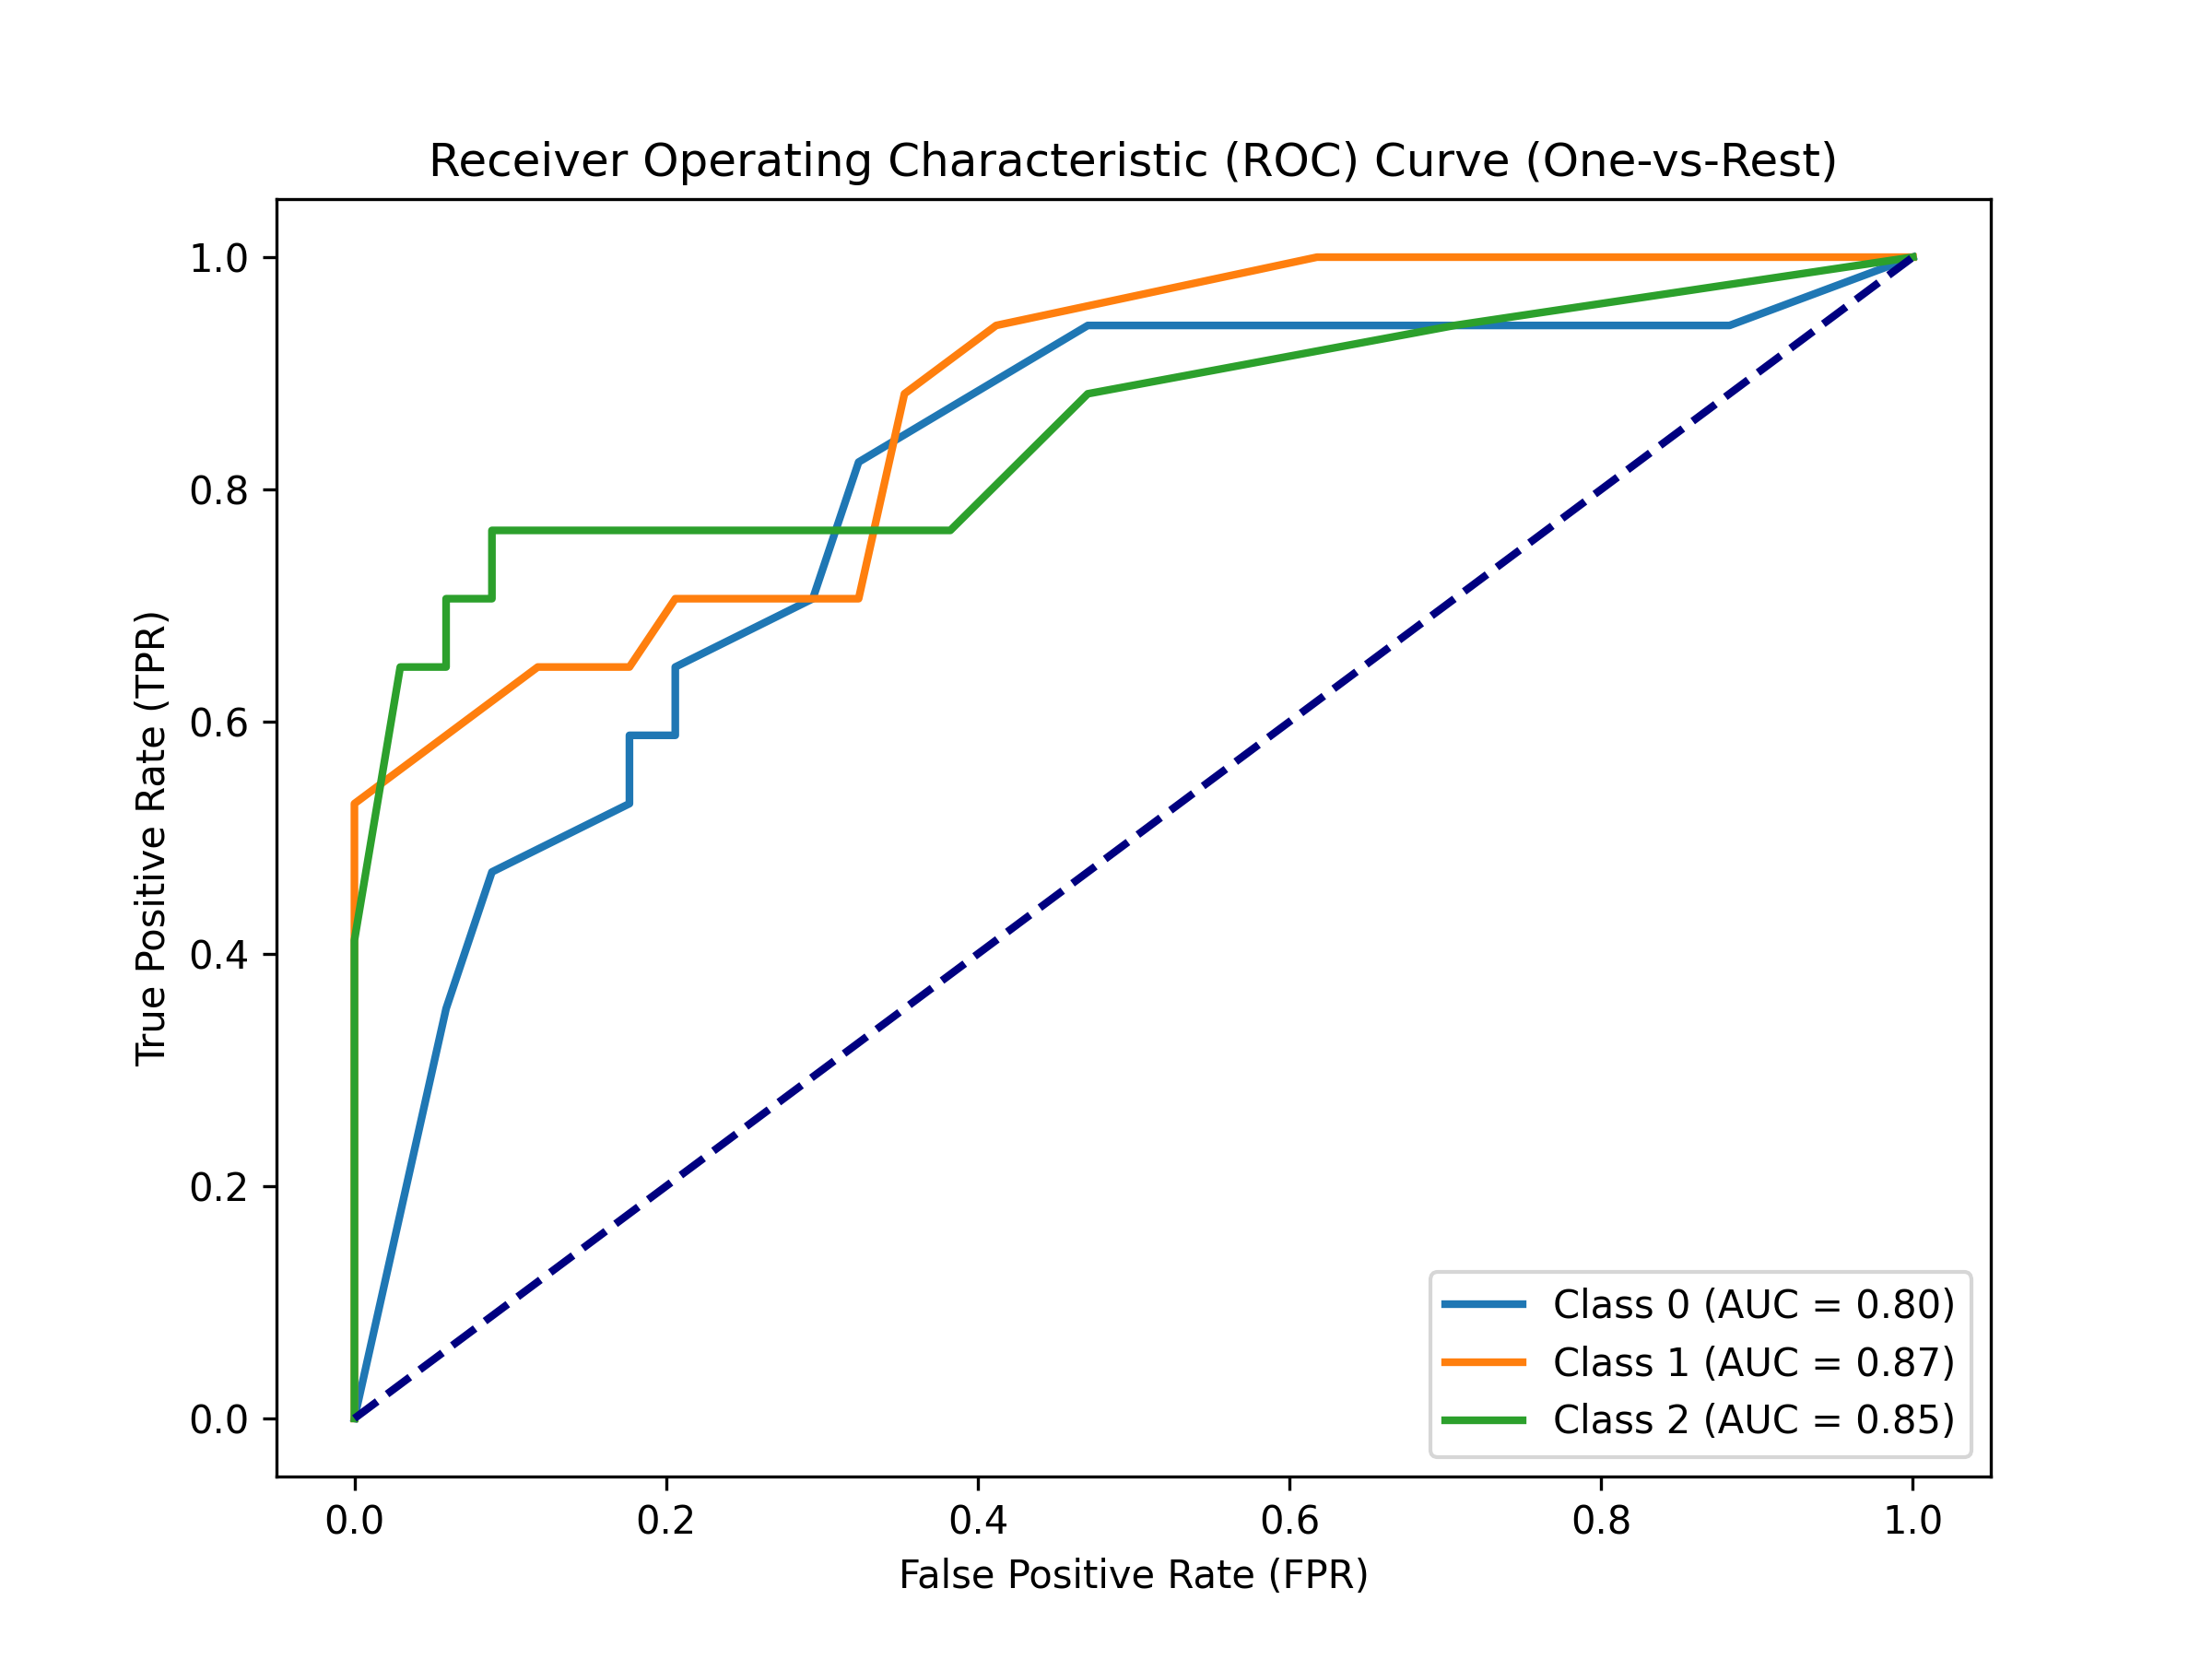 Receiver Operating Characteristic (ROC) Curve (One-vs-Rest)
True Positive Rate (TPR)
1.0
0.8
0.6
0.4
0.2
0.0
Class 0 (AUC = 0.80)
Class 1 (AUC = 0.87)
Class 2 (AUC = 0.85)
0.0 0.2 0.4 0.6 0.8 1.0
False Positive Rate (FPR)